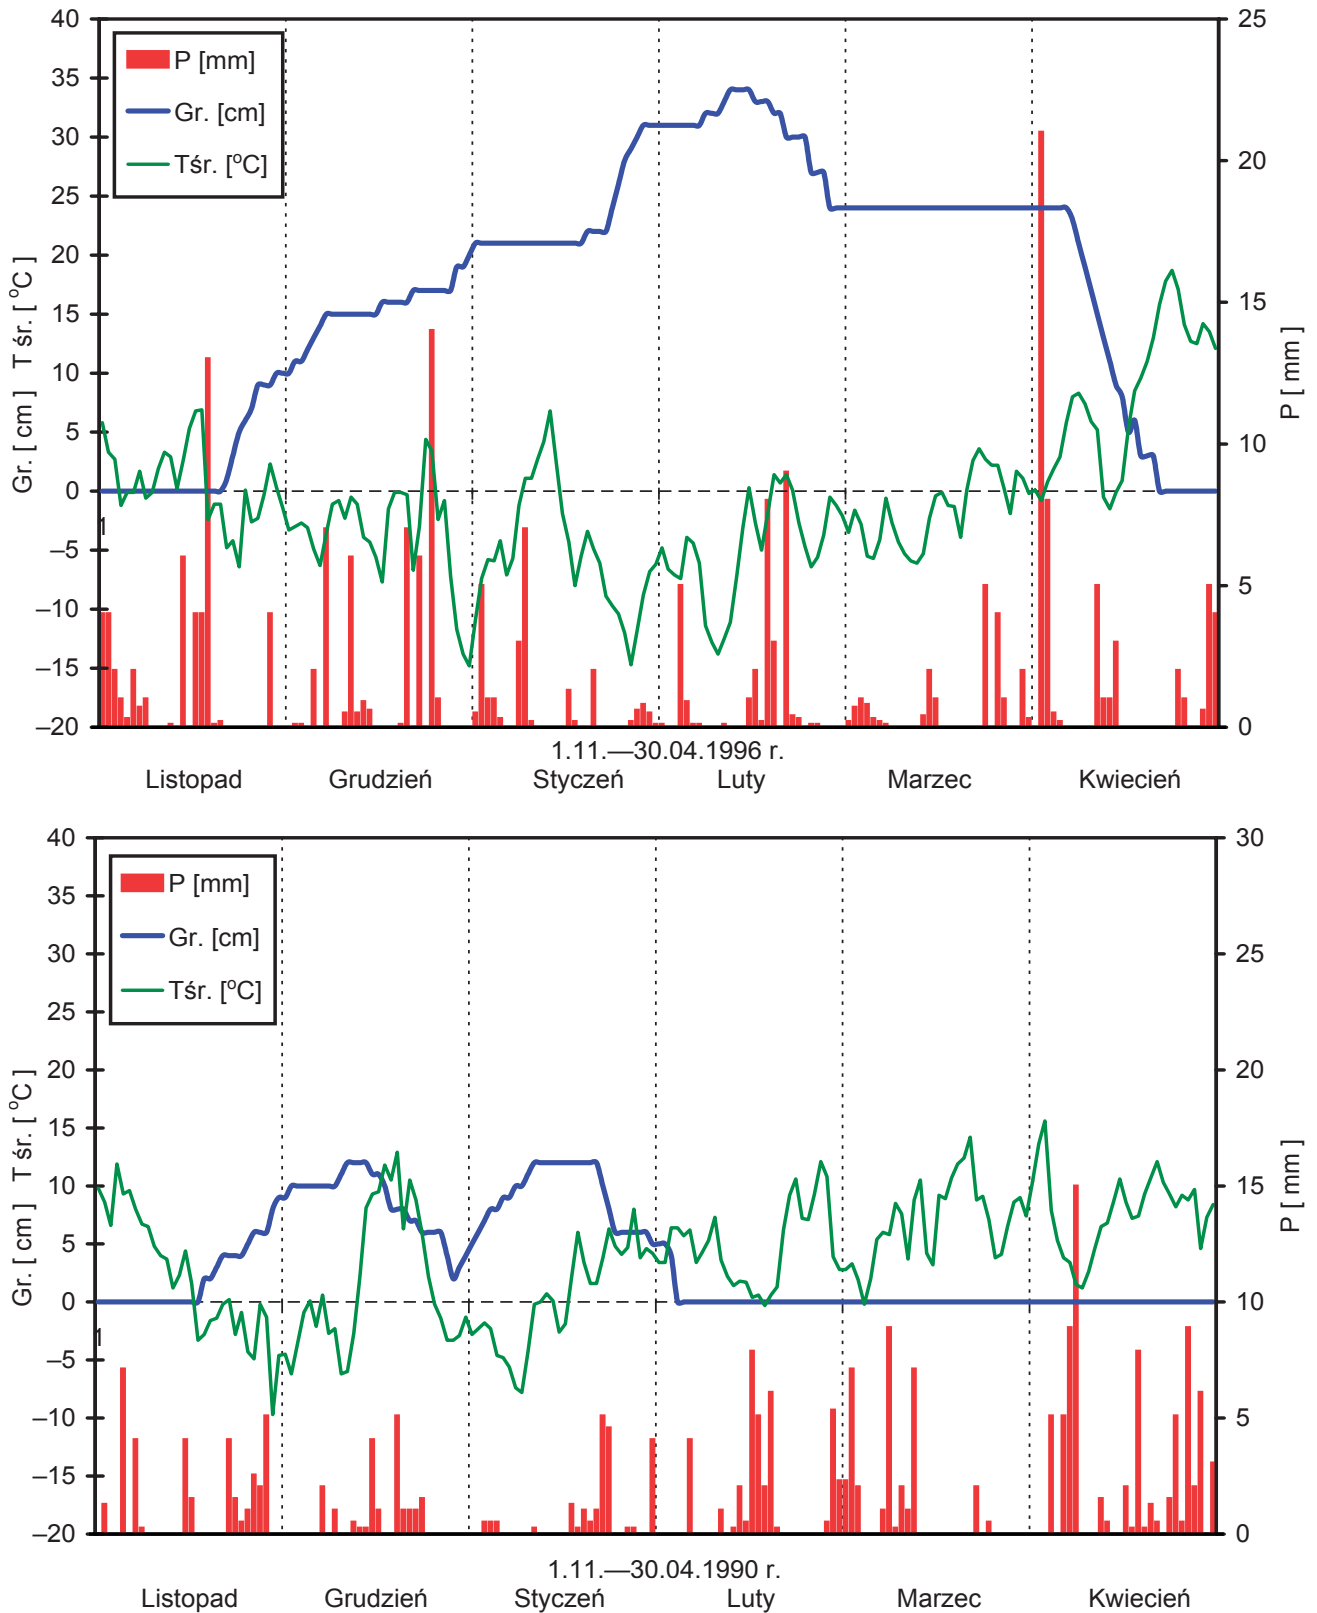 40
35
30
25
20
15
10
5
0
–5
–10
–15
–20
Gr. [ cm ] T śr. [ °C ]
P [mm]
Gr. [cm]
Tśr. [°C]
1
25
20
15
10
5
0
P [ mm ]
1.11.—30.04.1996 r.
Listopad Grudzień Styczeń Luty Marzec Kwiecień
40
35
30
25
20
15
10
5
0
–5
–10
–15
–20
Gr. [ cm ] T śr. [ °C ]
P [mm]
Gr. [cm]
Tśr. [°C]
1
30
25
20
15
10
5
0
P [ mm ]
1.11.—30.04.1990 r.
Listopad Grudzień Styczeń Luty Marzec Kwiecień